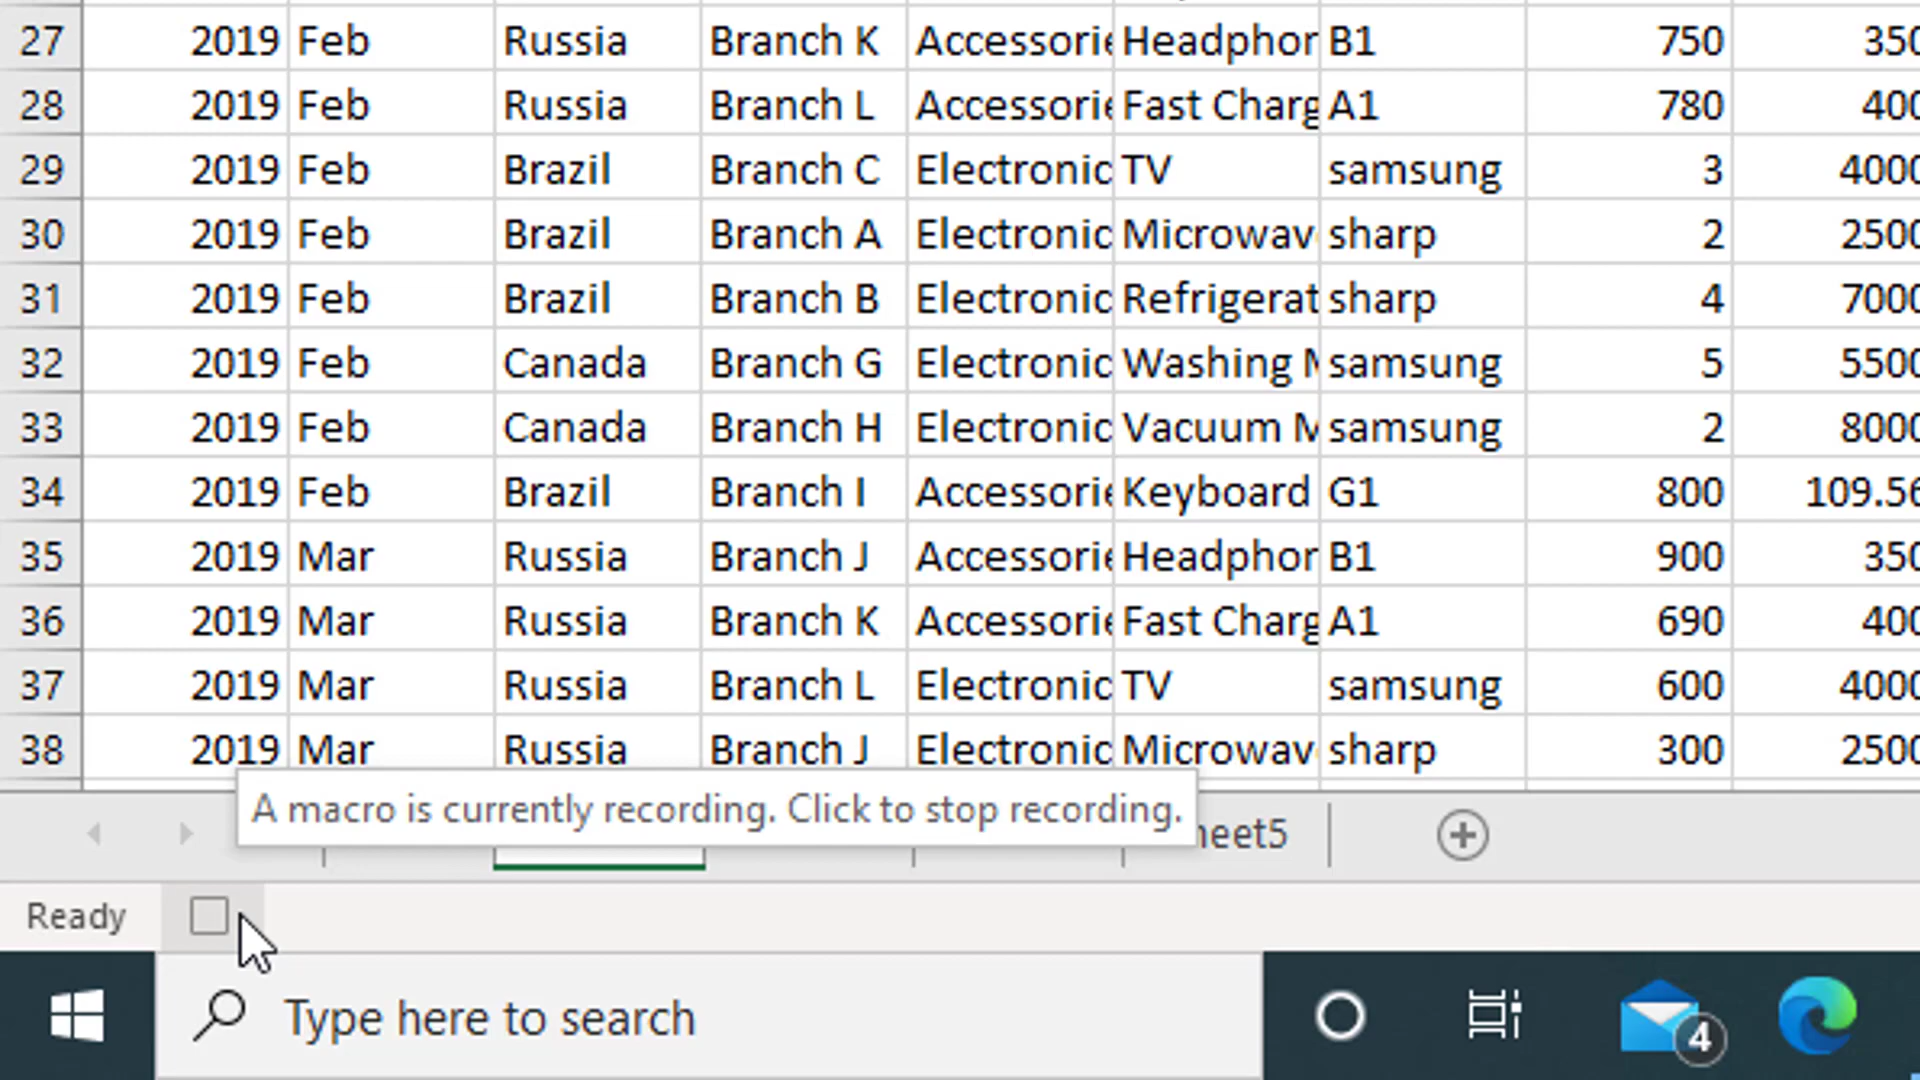 27 2019 Feb Russia Branch K Accessorie Headphor B1 750 350
28 2019 Feb Russia Branch L Accessorie Fast Charg A1 780 400
29 2019 Feb Brazil Branch C Electronic TV samsung 3 4000
30 2019 Feb Brazil Branch A Electronic Microwav sharp 2 2500
31 2019 Feb Brazil Branch B Electronic Refrigerat sharp 4 7000
32 2019 Feb Canada Branch G Electronic Washing M samsung 5 5500
33 2019 Feb Canada Branch H Electronic Vacuum M samsung 2 8000
34 2019 Feb Brazil Branch I Accessorie Keyboard G1 800 109.56
35 2019 Mar Russia Branch J Accessorie Headphor B1 900 350
36 2019 Mar Russia Branch K Accessorie Fast Charg A1 690 400
37 2019 Mar Russia Branch L Electronic TV samsung 600 4000
38 2019 Mar Russia Branch J Electronic Microwav sharp 300 2500
A macro is currently recording. Click to stop recording.
heet5
Ready
Type here to search
4